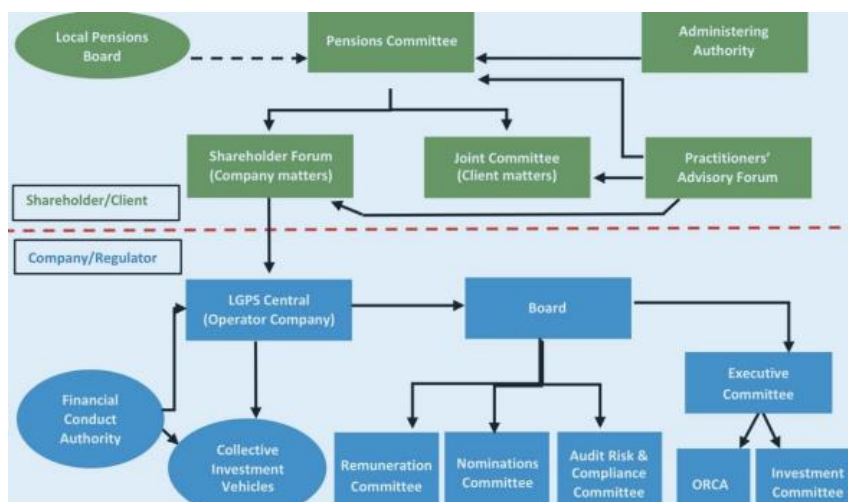 Local Pensions
Board
Pensions Committee
Administering
Authority
Shareholder Forum
(Company matters)
Joint Committee
(Client matters)
Practitioners'
Advisory Forum
Shareholder/Client
Company/Regulator
LGPS Central
(Operator Company)
Board
Financial
Conduct
Authority
Executive
Committee
Collective
Investment
Vehicles
Remuneration
Committee
Nominations
Committee
Audit Risk &
Compliance
Committee
ORCA
Investment
Committee